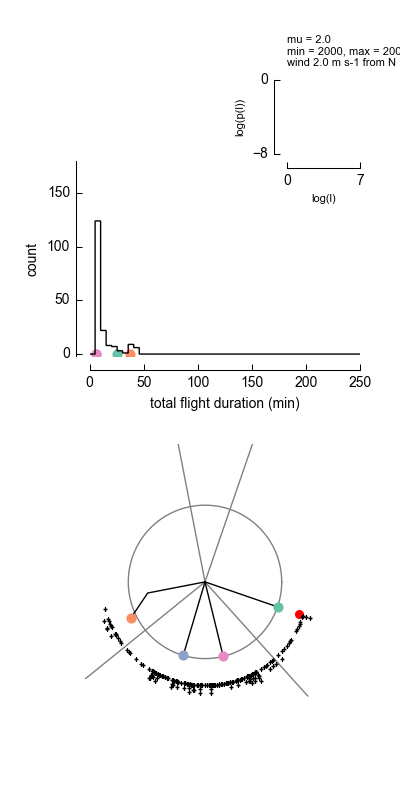 mu = 2.0
min = 2000, max = 200
wind 2.0 m s-1 from N
0
log(p(l))
−8
0 7
log(l)
150
100
50
0
count
0 50 100 150 200 250
total flight duration (min)